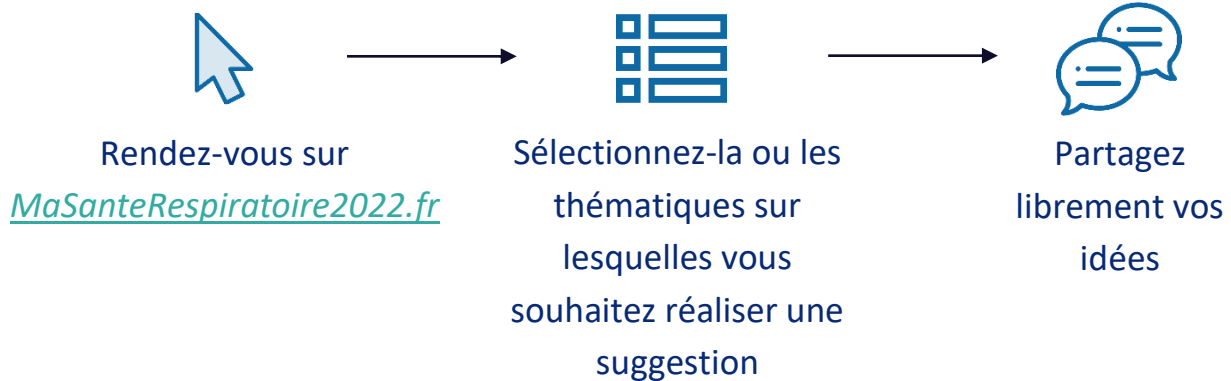 Rendez-vous sur
MaSanteRespiratoire2022.fr
Sélectionnez-la ou les
thématiques sur
lesquelles vous
souhaitez réaliser une
suggestion
Partagez
librement vos
idées